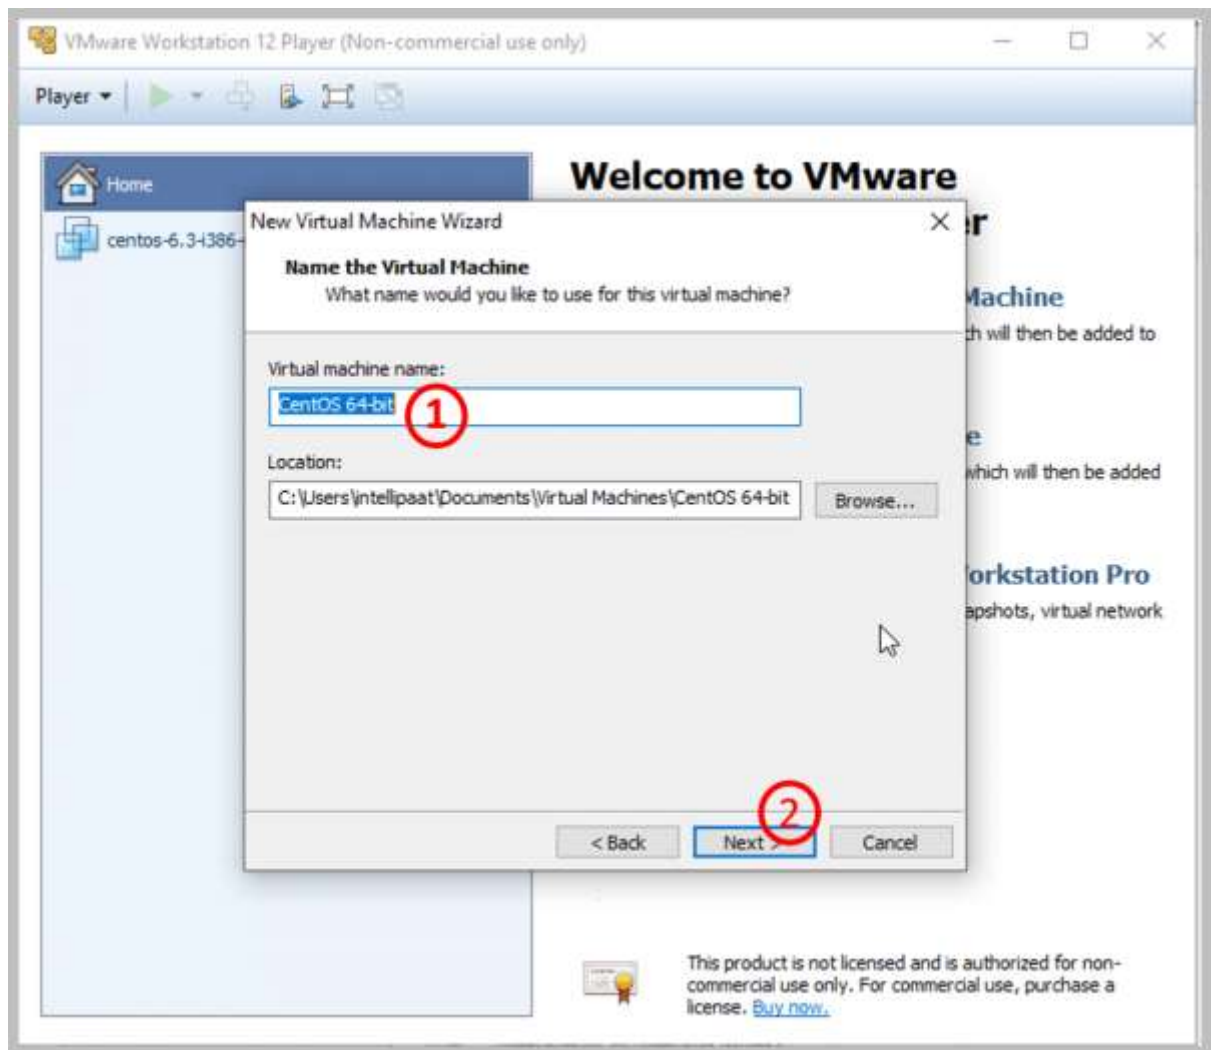 VMware Workstation 12 Player (Non-commercial use only)
Player
Home
centos-6.3-i386-
Welcome to VMware
r
New Virtual Machine Wizard
Name the Virtual Machine
What name would you like to use for this virtual machine?
Machine
ch will then be added to
Virtual machine name:
CentOS 64-bit
1
e
Location:
which will then be added
C:\Users\intellipaat\Documents\Virtual Machines\CentOS 64-bit
Browse...
orkstation Pro
apshots, virtual network
2
< Back
Next >
Cancel
This product is not licensed and is authorized for non-
commercial use only. For commercial use, purchase a
license. Buy now.